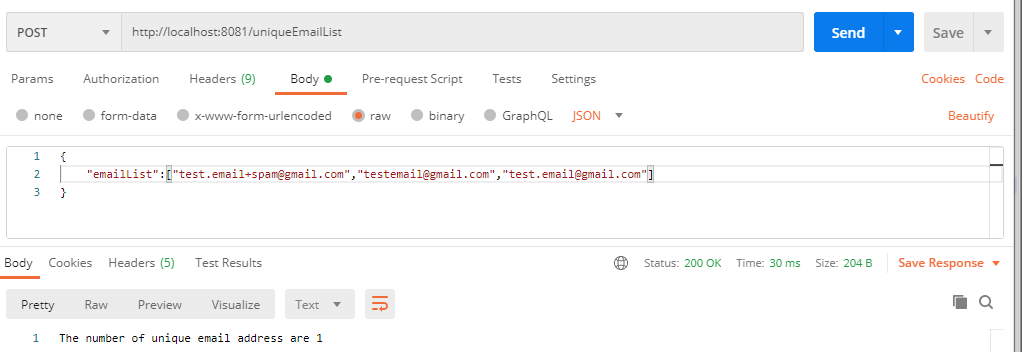 POST http://localhost:8081/uniqueEmailList Send Save
Params Authorization Headers (9) Body Pre-request Script Tests Settings Cookies Code
none form-data x-www-form-urlencoded raw binary GraphQL JSON Beautify
1 {
2 "emailList":["test.email+spam@gmail.com","testemail@gmail.com","test.email@gmail.com"]
3 }
Body Cookies Headers (5) Test Results Status: 200 OK Time: 30 ms Size: 204 B Save Response
Pretty Raw Preview Visualize Text
1 The number of unique email address are 1